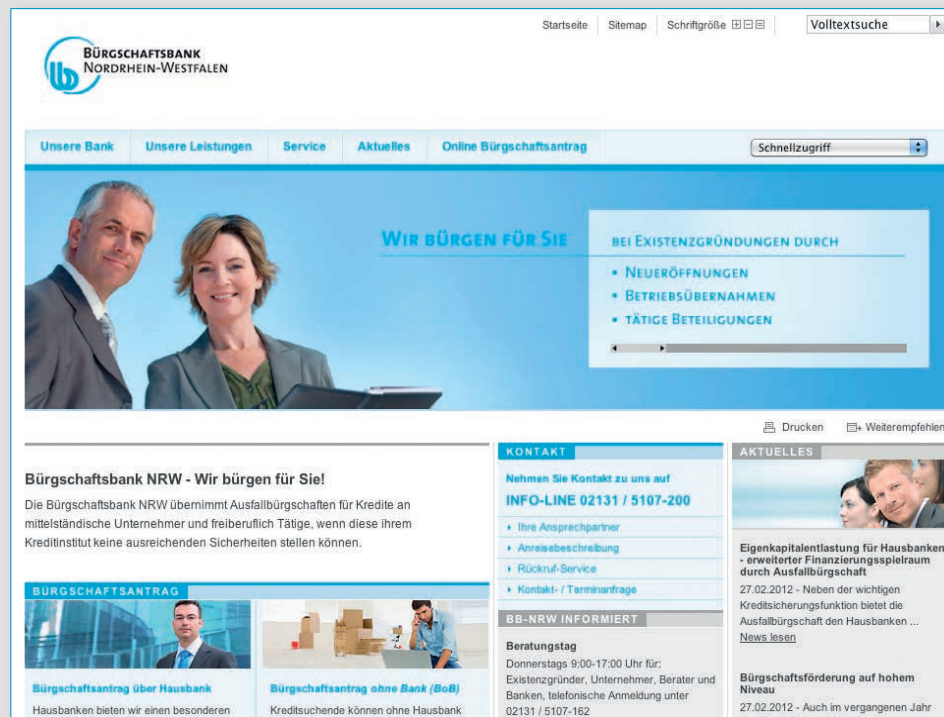 Startseite Sitemap Schriftgröße Volltextsuche
BÜRGSCHAFTSBANK
NORDRHEIN-WESTFALEN
Unsere Bank Unsere Leistungen Service Aktuelles Online Bürgschaftsantrag Schnellzugriff
WIR BÜRGEN FÜR SIE
BEI EXISTENZGRÜNDUNGEN DURCH
• NEUERÖFFNUNGEN
• BETRIEBSÜBERNAHMEN
• TÄTIGE BETEILIGUNGEN
Drucken Weiterempfehlen
Bürgschaftsbank NRW - Wir bürgen für Sie!
Die Bürgschaftsbank NRW übernimmt Ausfallbürgschaften für Kredite an
mittelständische Unternehmer und freiberuflich Tätige, wenn diese ihrem
Kreditinstitut keine ausreichenden Sicherheiten stellen können.
BÜRGSCHAFTSANTRAG
Bürgschaftsantrag über Hausbank
Hausbanken bieten wir einen besonderen
Bürgschaftsantrag ohne Bank (BoB)
Kreditsuchende können ohne Hausbank
KONTAKT
Nehmen Sie Kontakt zu uns auf
INFO-LINE 02131 / 5107-200
Ihre Ansprechpartner
Anreisebeschreibung
Rückruf-Service
Kontakt- / Terminanfrage
BB-NRW INFORMIERT
Beratungstag
Donnerstags 9:00-17:00 Uhr für:
Existenzgründer, Unternehmer, Berater und
Banken, telefonische Anmeldung unter
02131 / 5107-162
AKTUELLES
Eigenkapitalentlastung für Hausbanken
- erweiterter Finanzierungsspielraum
durch Ausfallbürgschaft
27.02.2012 - Neben der wichtigen
Kreditsicherungsfunktion bietet die
Ausfallbürgschaft den Hausbanken ...
News lesen
Bürgschaftsförderung auf hohem
Niveau
27.02.2012 - Auch im vergangenen Jahr